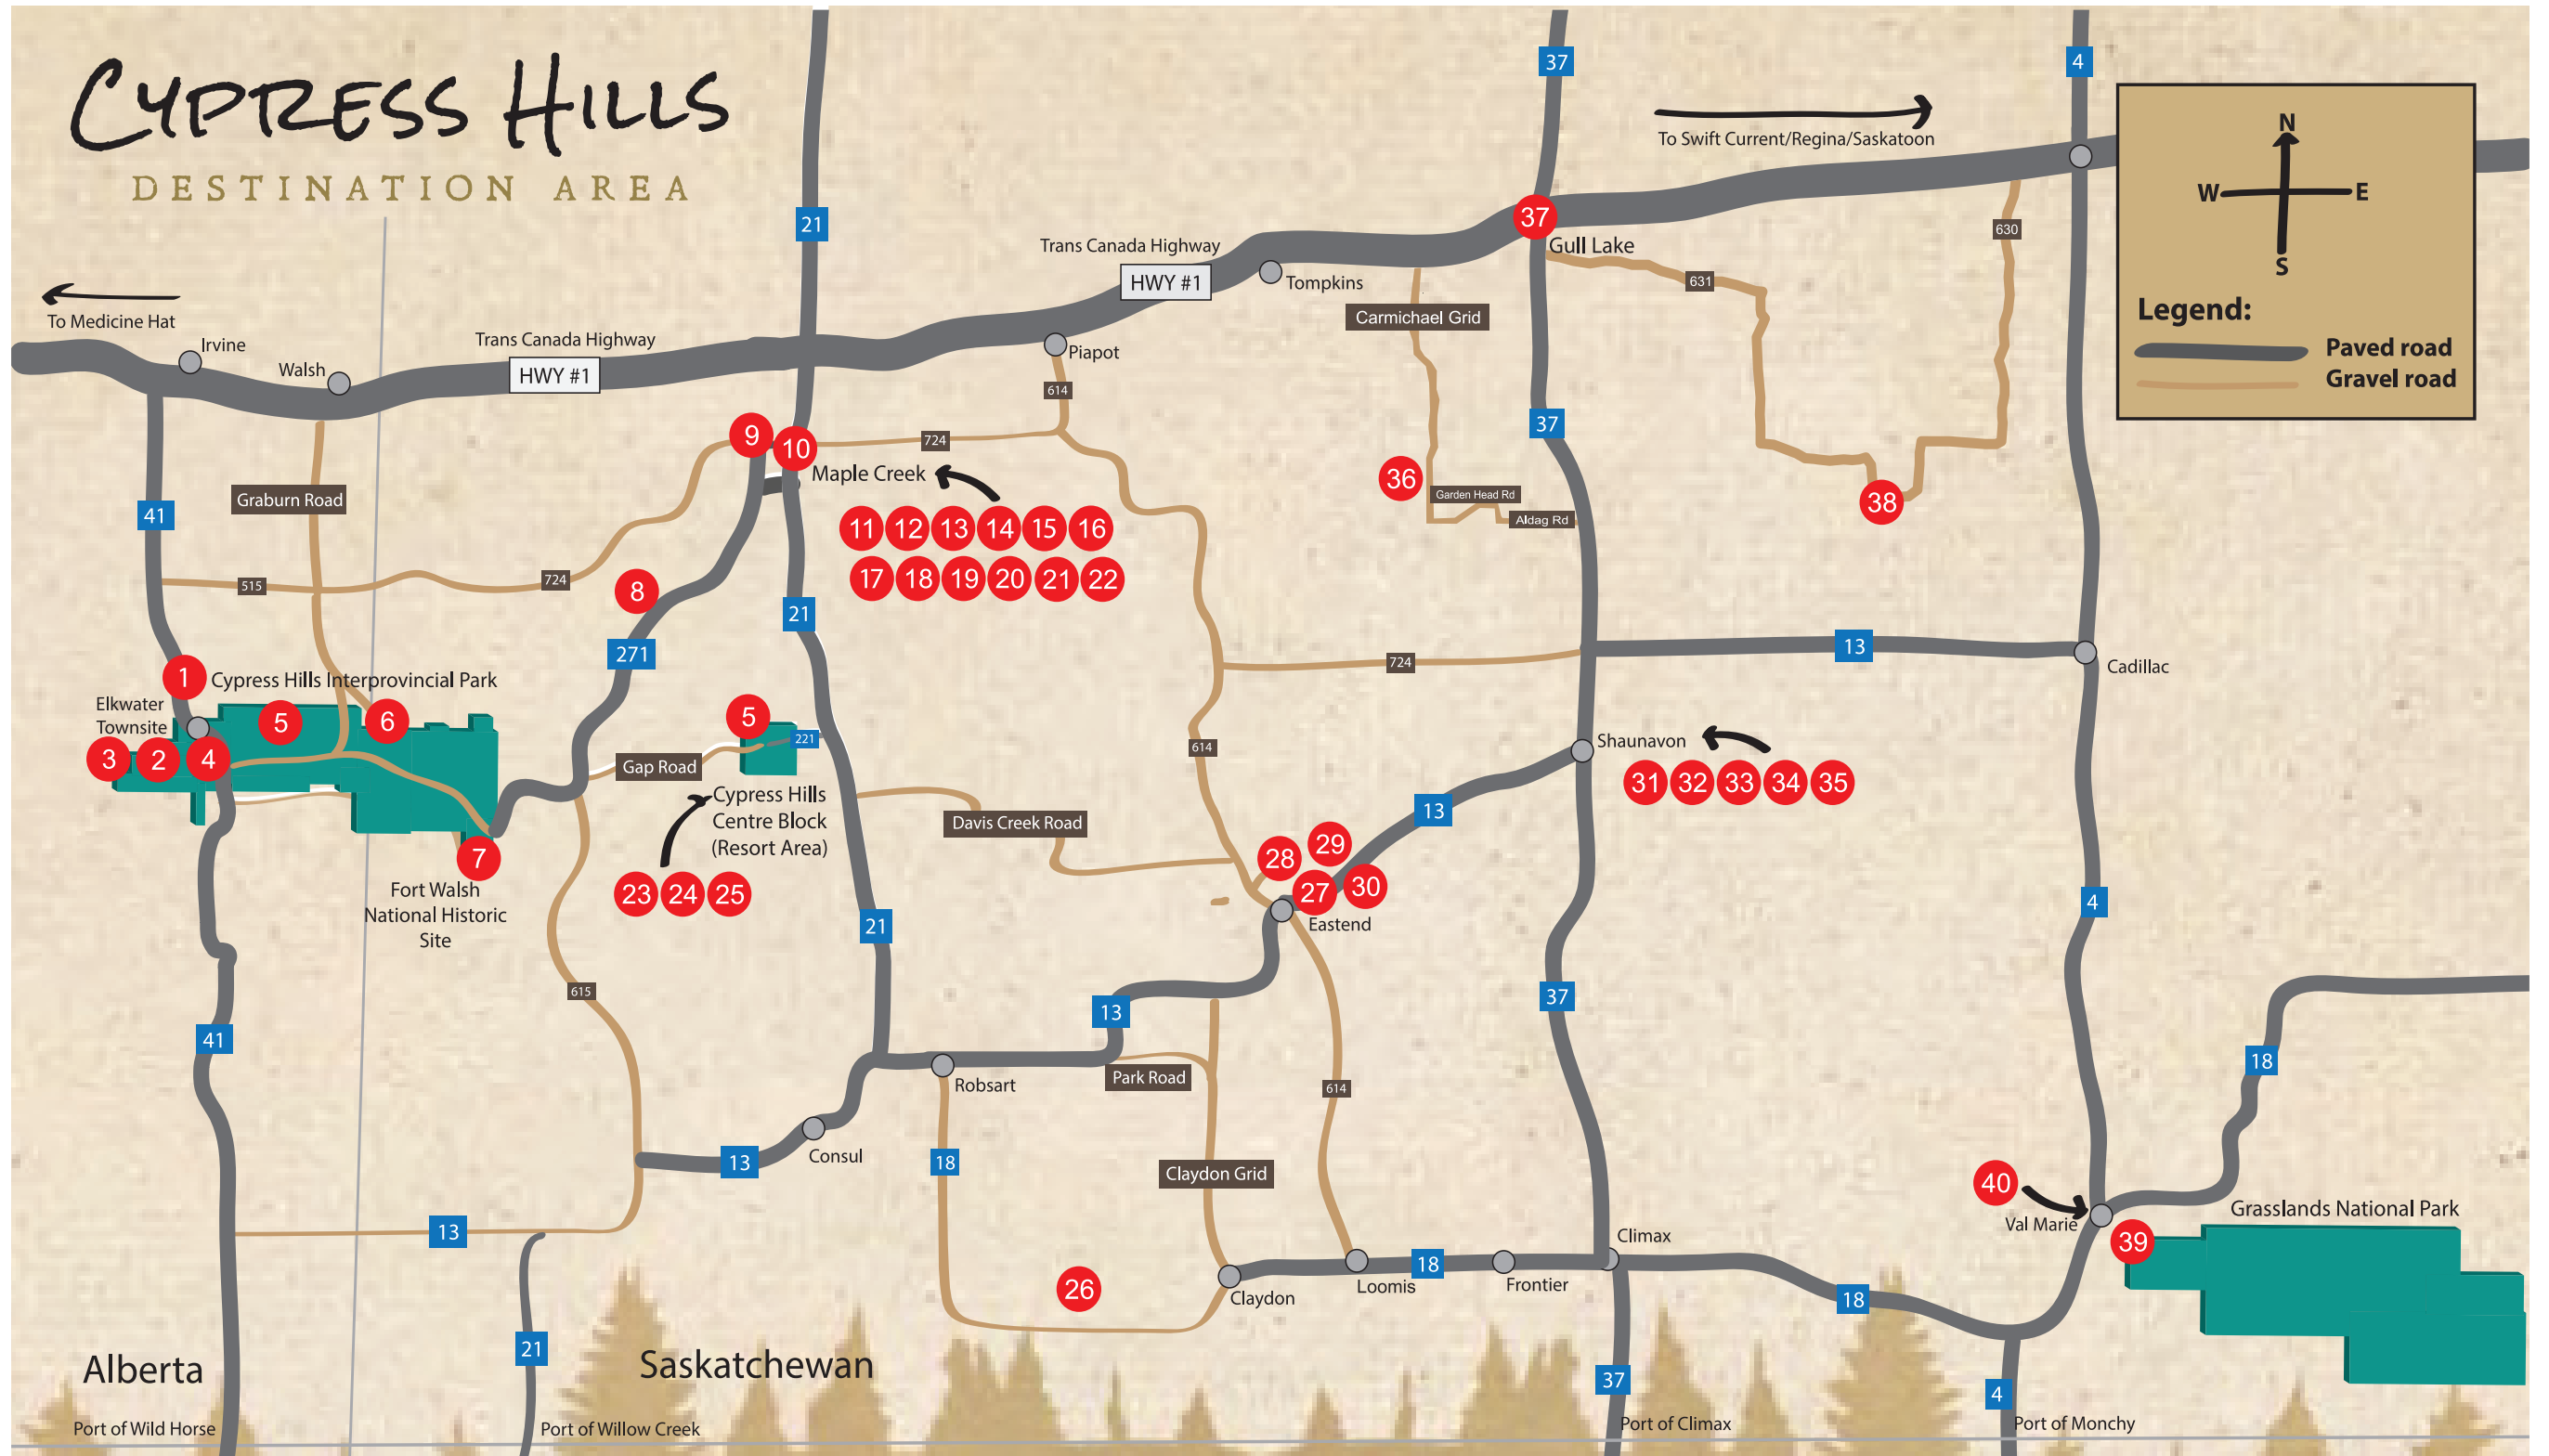 CYPRESS HILLS
DESTINATION AREA
37
4
To Swift Current/Regina/Saskatoon
N
W
E
S
Legend:
Paved road
Gravel road
21
37
Gull Lake
630
Trans Canada Highway
HWY #1
Tompkins
631
Carmichael Grid
To Medicine Hat
Irvine
Walsh
Trans Canada Highway
HWY #1
Piapot
614
9
10
724
37
Maple Creek
36
Garden Head Rd
Aldag Rd
38
41
Graburn Road
11 12 13 14 15 16
17 18 19 20 21 22
515
724
8
21
271
724
13
Cadillac
1
Cypress Hills Interprovincial Park
Elkwater
Townsite
5
6
3
2
4
5
221
614
Shaunavon
31 32 33 34 35
Gap Road
Cypress Hills
Centre Block
(Resort Area)
23 24 25
Davis Creek Road
13
7
Fort Walsh
National Historic
Site
28
29
27
30
Eastend
21
4
615
13
37
41
18
Robsart
Park Road
614
Consul
13
18
Claydon Grid
40
Val Marie
39
Grasslands National Park
13
26
Claydon
Loomis
18
Frontier
Climax
18
21
Alberta
Saskatchewan
37
4
Port of Wild Horse
Port of Willow Creek
Port of Climax
Port of Monchy